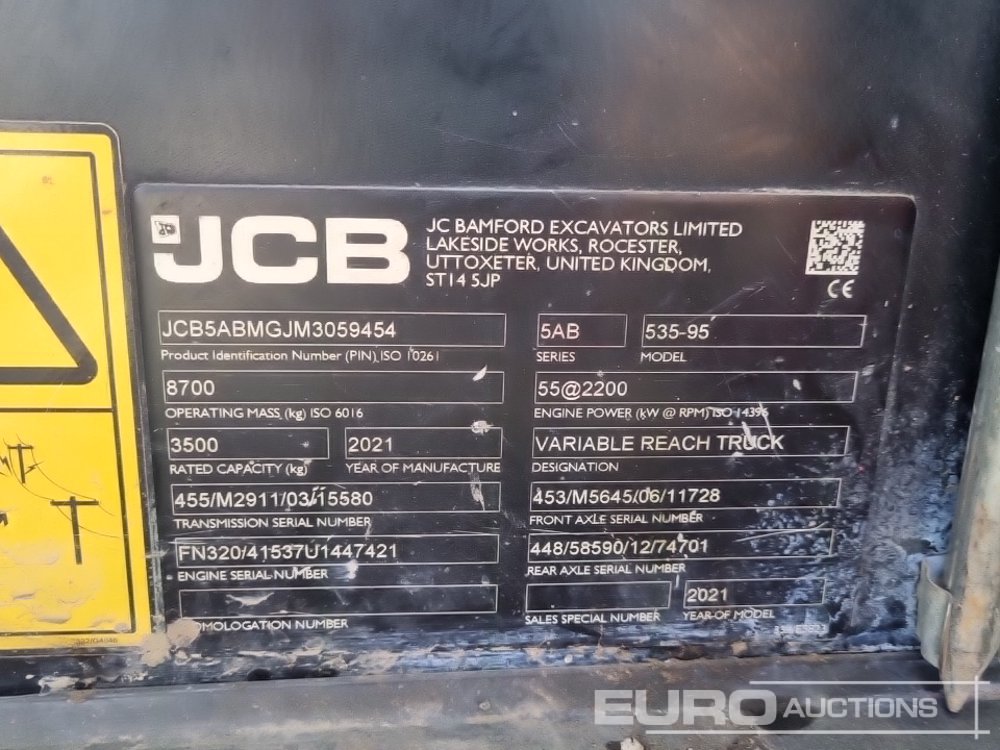 JCB
JC BAMFORD EXCAVATORS LIMITED
LAKESIDE WORKS, ROCESTER,
UTTOXETER, UNITED KINGDOM,
ST14 5JP
CE
JCB5ABMGJM3059454
Product Identification Number (PIN) ISO 10261
5AB
SERIES
535-95
MODEL
8700
OPERATING MASS (kg) ISO 6016
55@2200
ENGINE POWER (kW @ RPM) ISO 14396
3500
RATED CAPACITY (kg)
2021
YEAR OF MANUFACTURE
VARIABLE REACH TRUCK
DESIGNATION
455/M2911/03/15580
TRANSMISSION SERIAL NUMBER
453/M5645/06/11728
FRONT AXLE SERIAL NUMBER
FN320/41537U1447421
ENGINE SERIAL NUMBER
448/58590/12/74701
REAR AXLE SERIAL NUMBER
HOMOLOGATION NUMBER
SALES SPECIAL NUMBER
2021
YEAR OF MODEL
EURO AUCTIONS